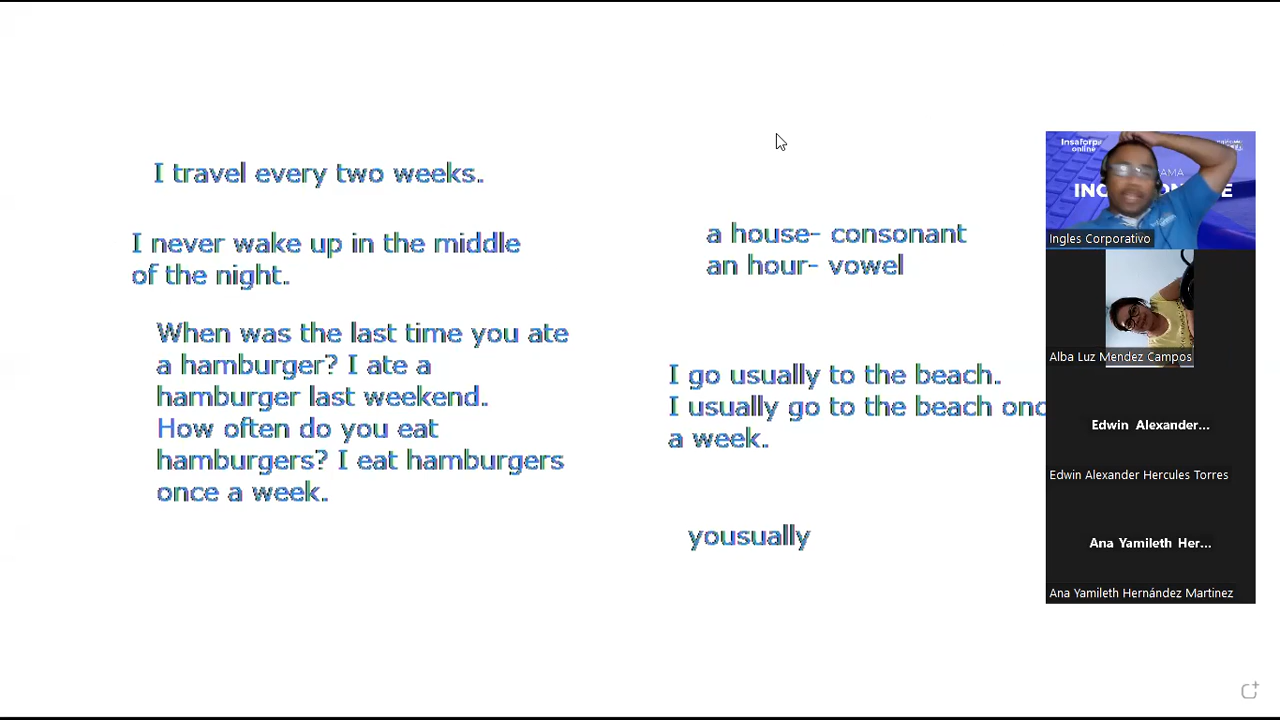 I travel every two weeks.
I never wake up in the middle
of the night.
When was the last time you ate
a hamburger? I ate a
hamburger last weekend.
How often do you eat
hamburgers? I eat hamburgers
once a week.
a house- consonant
an hour- vowel
I go usually to the beach.
I usually go to the beach onc
a week.
yousually
online
Ingles Corporativo
Alba Luz Mendez Campos
Edwin Alexander...
Edwin Alexander Hercules Torres
Ana Yamileth Her...
Ana Yamileth Hernández Martinez